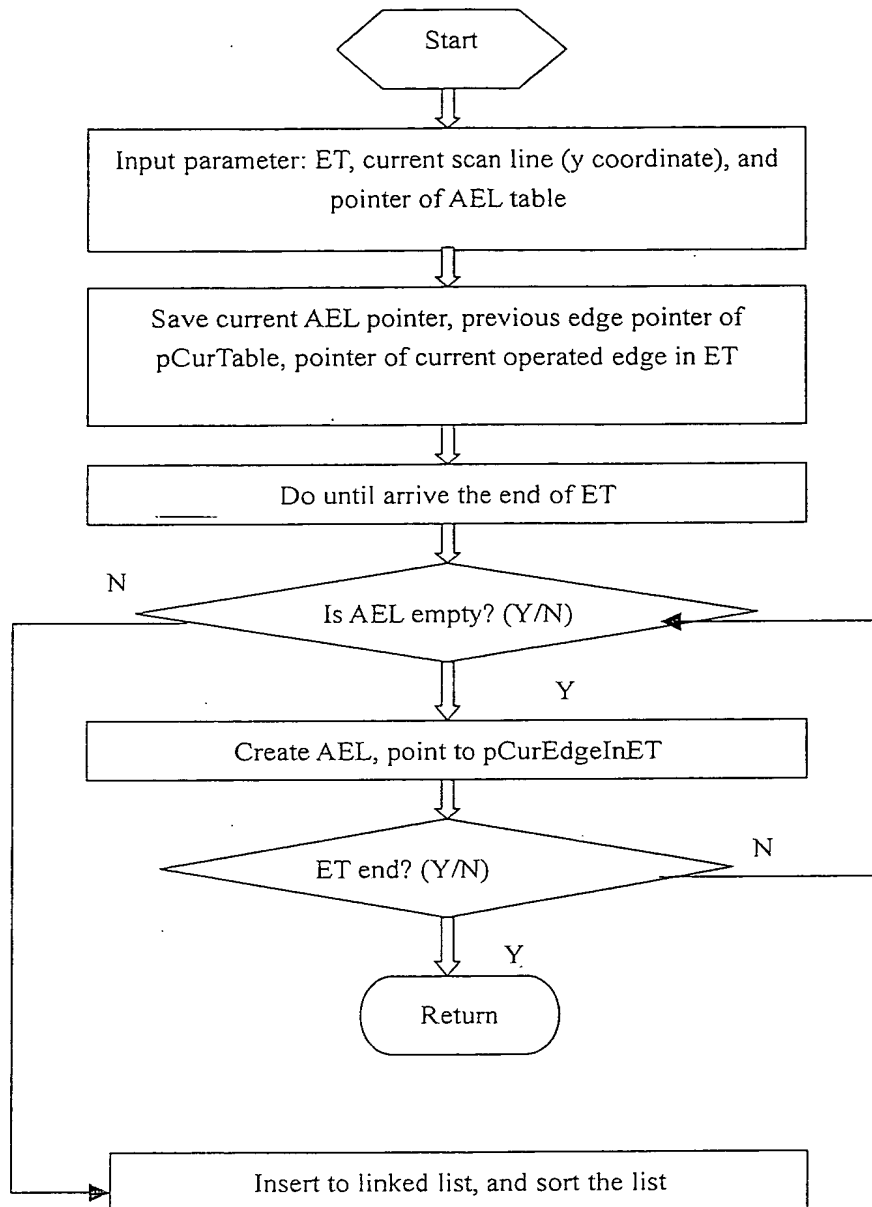 Start
Input parameter: ET, current scan line (y coordinate), and
pointer of AEL table
Save current AEL pointer, previous edge pointer of
pCurTable, pointer of current operated edge in ET
Do until arrive the end of ET
N
Is AEL empty? (Y/N)
Y
Create AEL, point to pCurEdgeInET
ET end? (Y/N)
N
Y
Return
Insert to linked list, and sort the list